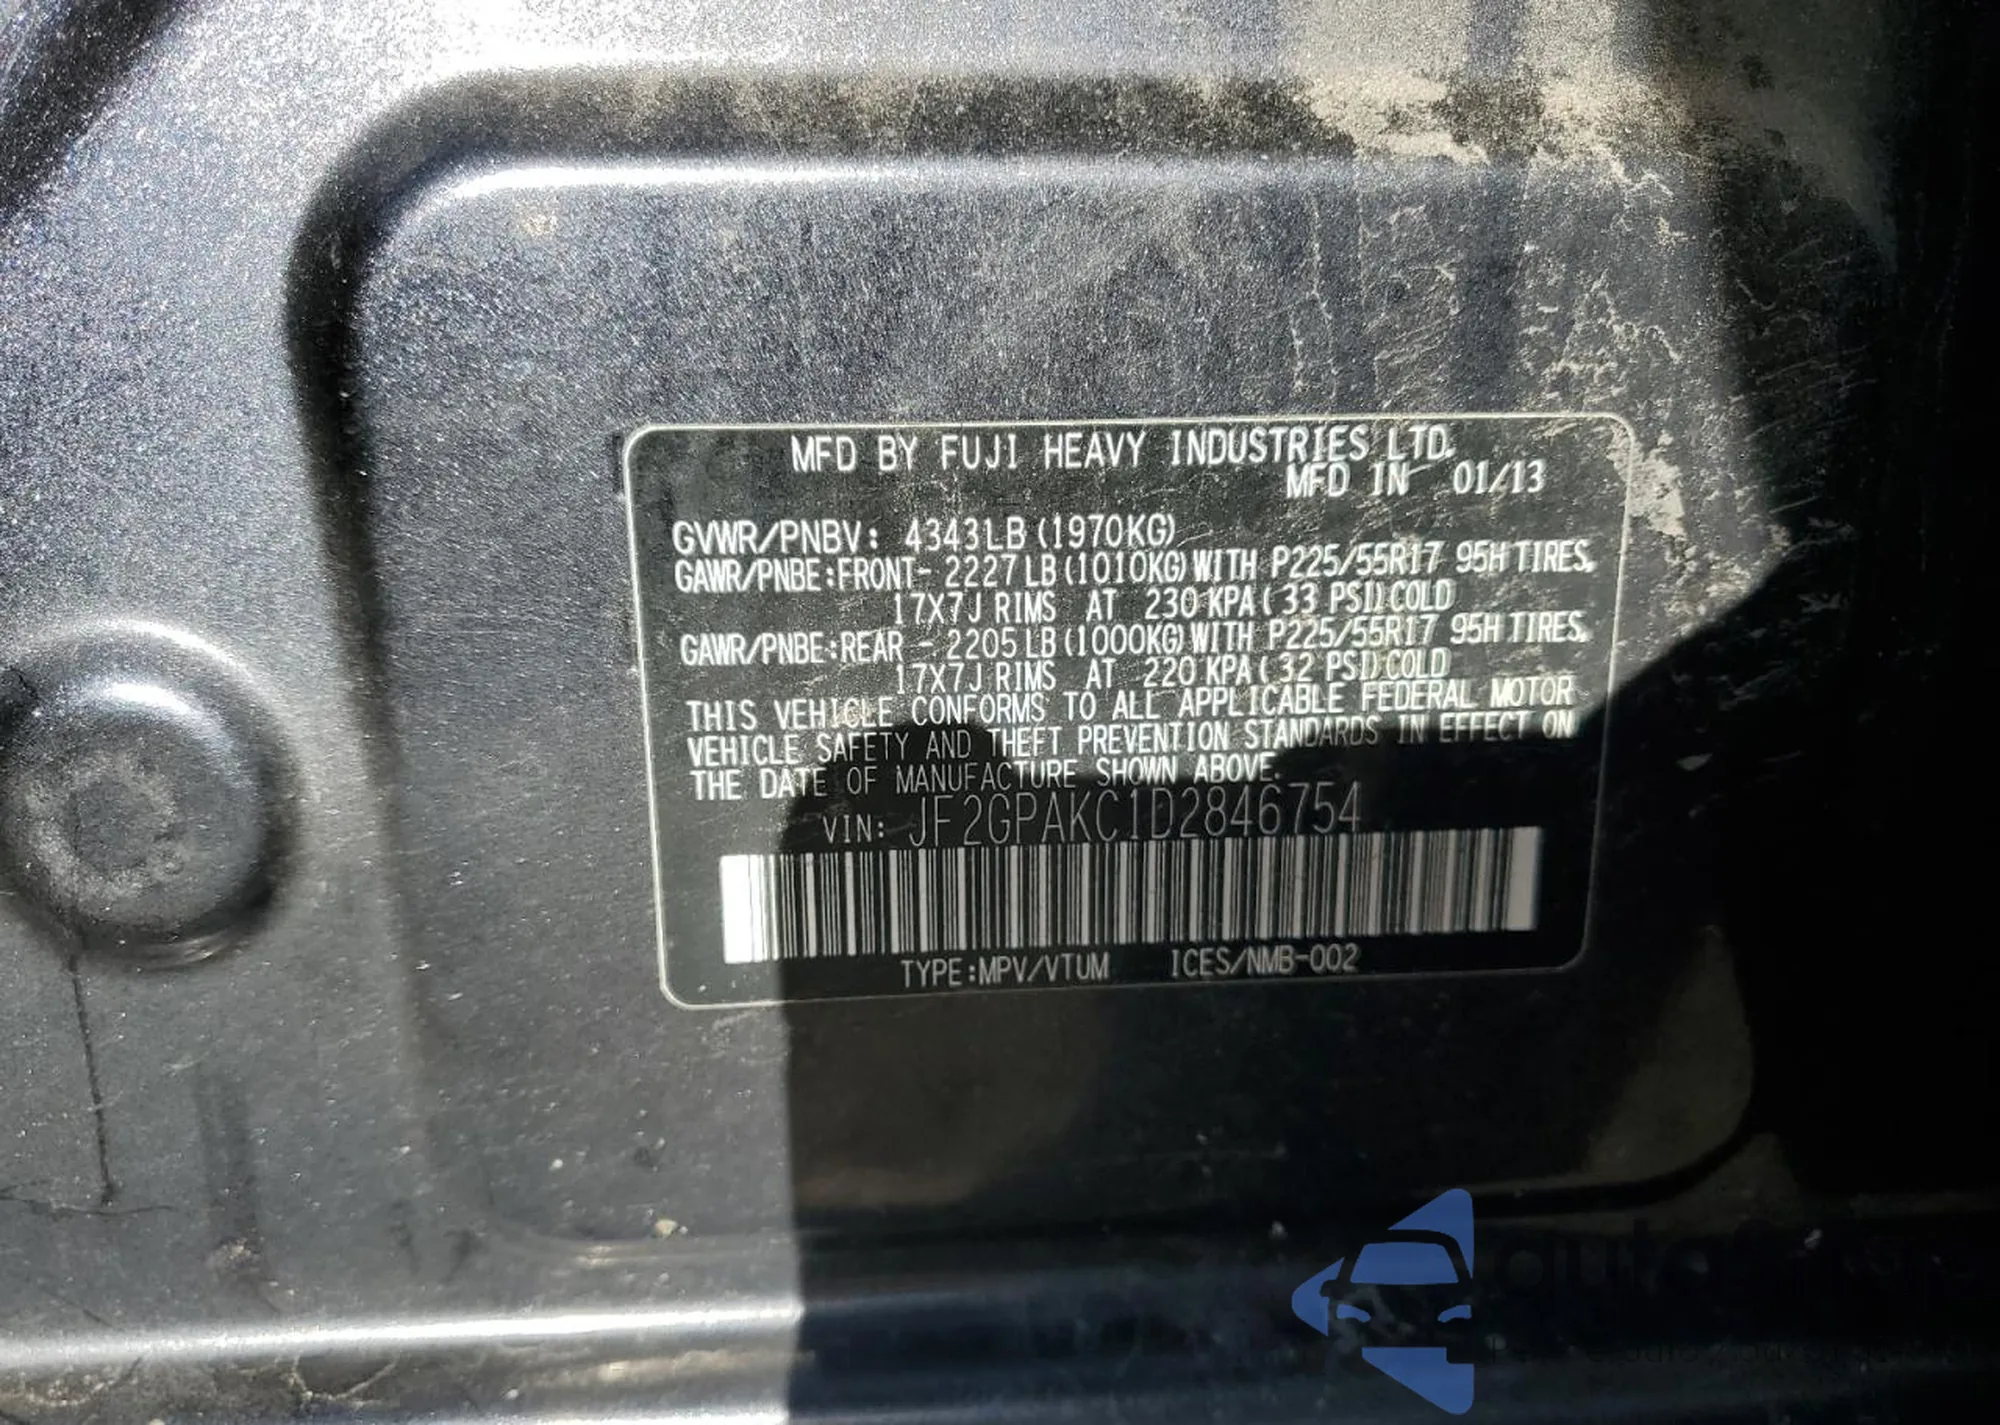 MFD BY FUJI HEAVY INDUSTRIES LTD.
MFD IN 01/13
GVWR/PNBV: 4343LB (1970KG)
GAWR/PNBE:FRONT- 2227LB (1010KG) WITH P225/55R17 95H TIRES,
17X7J RIMS AT 230 KPA ( 33 PSI) COLD
GAWR/PNBE:REAR - 2205LB (1000KG) WITH P225/55R17 95H TIRES,
17X7J RIMS AT 220 KPA ( 32 PSI) COLD
THIS VEHICLE CONFORMS TO ALL APPLICABLE FEDERAL MOTOR
VEHICLE SAFETY AND THEFT PREVENTION STANDARDS IN EFFECT ON
THE DATE OF MANUFACTURE SHOWN ABOVE.
VIN: JF2GPAKC1D2846754
TYPE:MPV/VTUM ICES/NMB-002